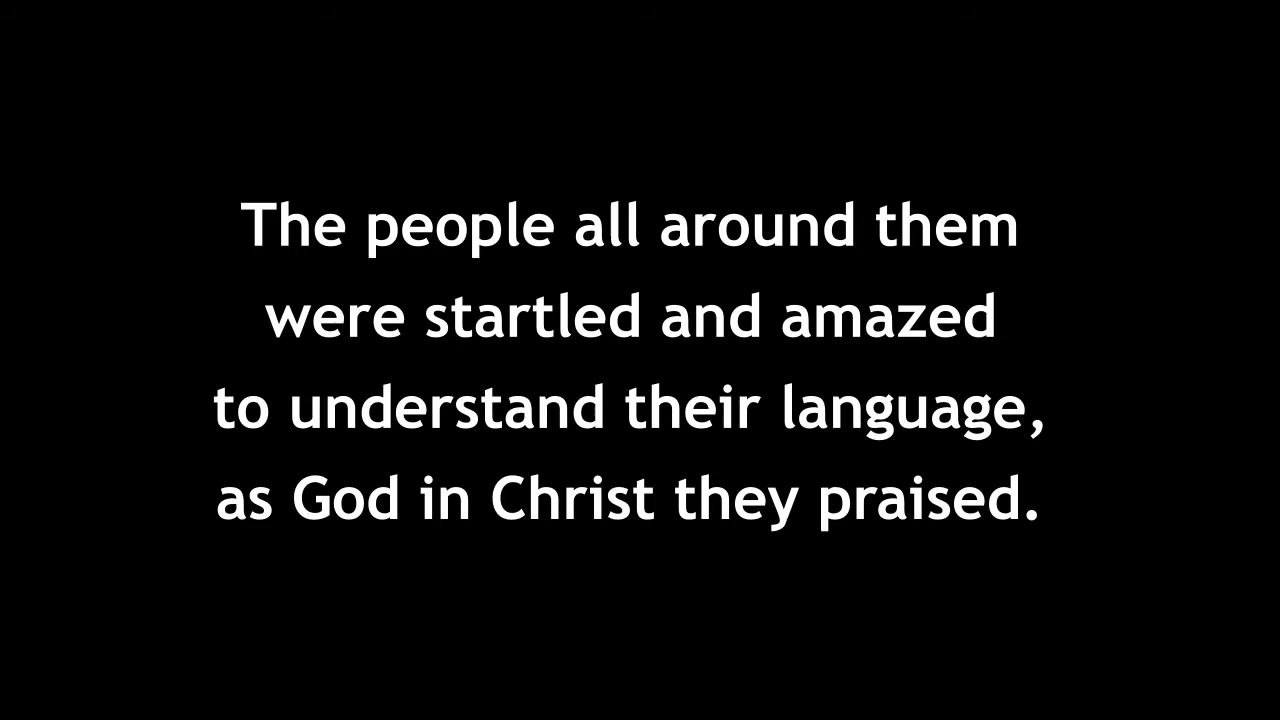 The people all around them
were startled and amazed
to understand their language,
as God in Christ they praised.